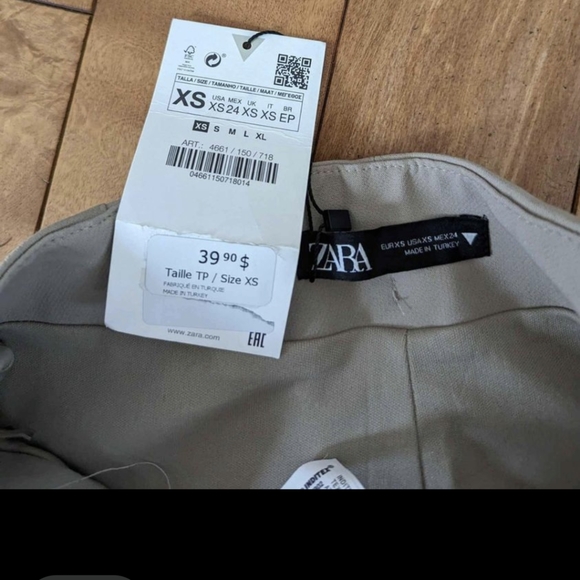 TALLA / SIZE / TAMANHO / TAILLE / MAAT / МЕГЕӨСЕ
XS
USA MEX UK IT BR
XS 24 XS XS EP
XS S M L XL
ART.: 4661 / 150 / 718
04661150718014
39 90 $
Taille TP / Size XS
FABRIQUÉ EN TURQUIE
MADE IN TURKEY
www.zara.com
EAC
ZARA
EUR XS USA XS MEX 24
MADE IN TURKEY
INDITEX